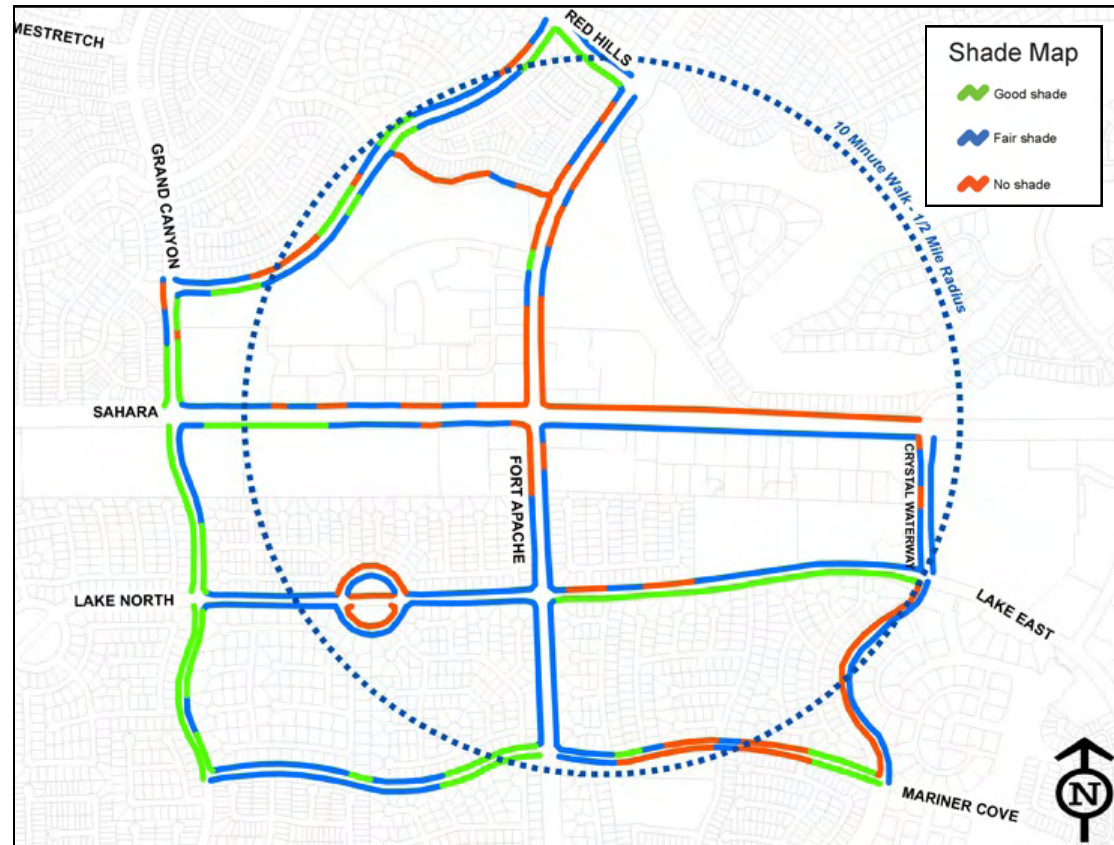 MESTRETCH
RED HILLS
Shade Map
Good shade
Fair shade
No shade
10 Minute Walk - 1/2 Mile Radius
GRAND CANYON
SAHARA
FORT APACHE
CRYSTAL WATERWAY
LAKE NORTH
LAKE EAST
MARINER COVE
N